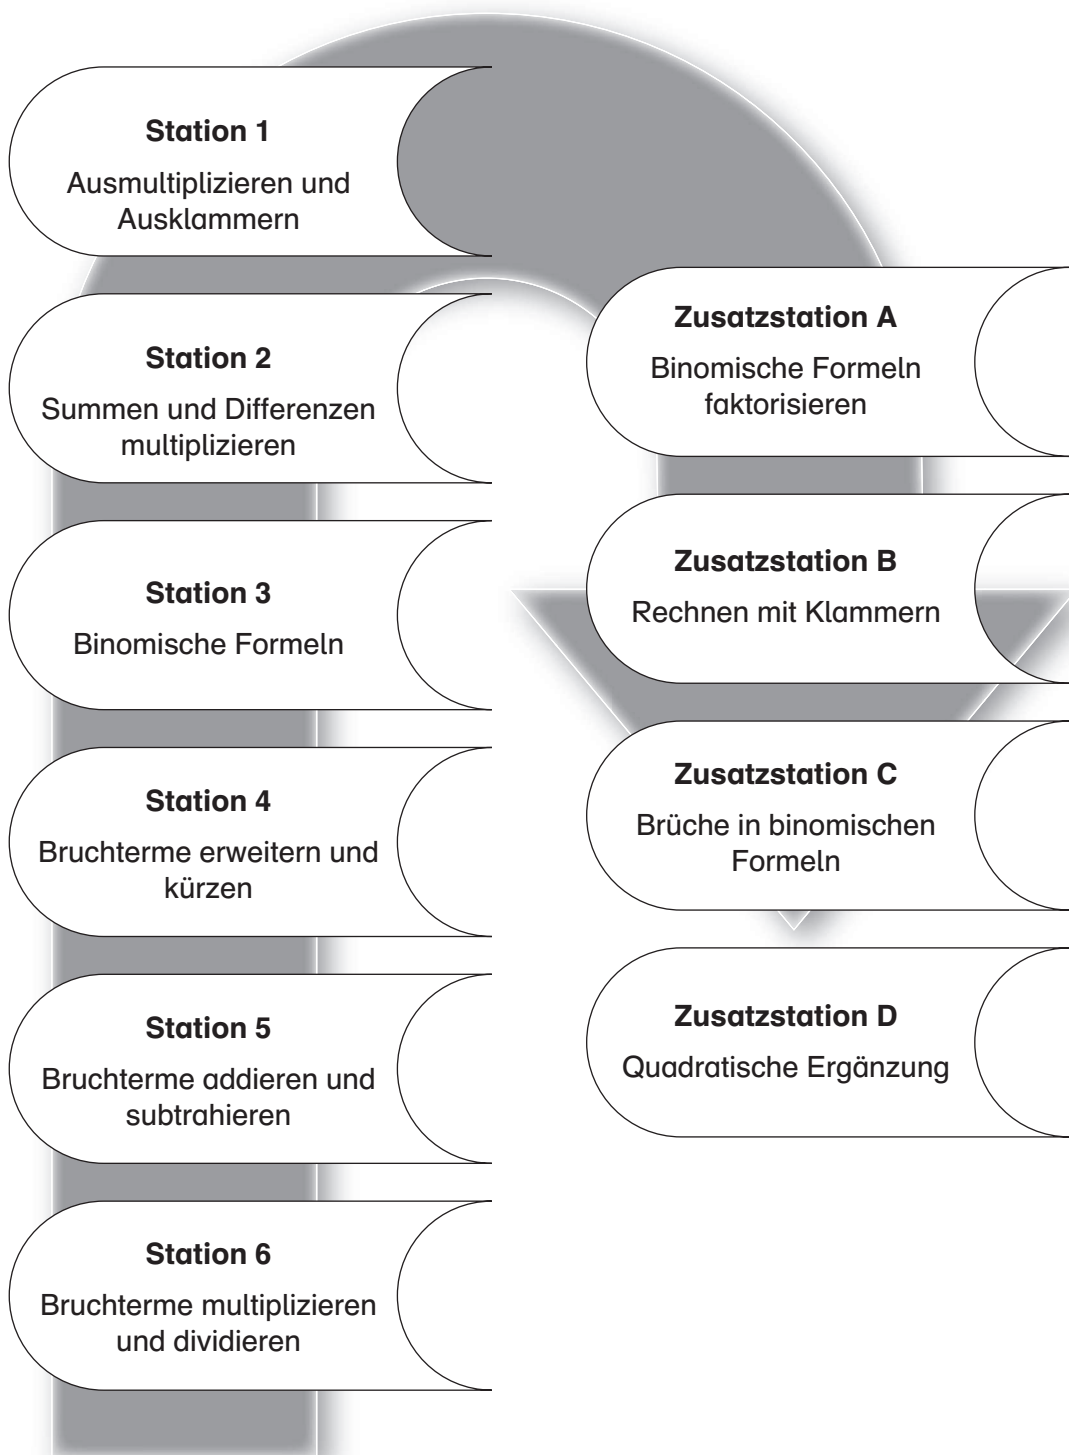 Station 1
Ausmultiplizieren und
Ausklammern
Station 2
Summen und Differenzen
multiplizieren
Station 3
Binomische Formeln
Station 4
Bruchterme erweitern und
kürzen
Station 5
Bruchterme addieren und
subtrahieren
Station 6
Bruchterme multiplizieren
und dividieren
Zusatzstation A
Binomische Formeln
faktorisieren
Zusatzstation B
Rechnen mit Klammern
Zusatzstation C
Brüche in binomischen
Formeln
Zusatzstation D
Quadratische Ergänzung